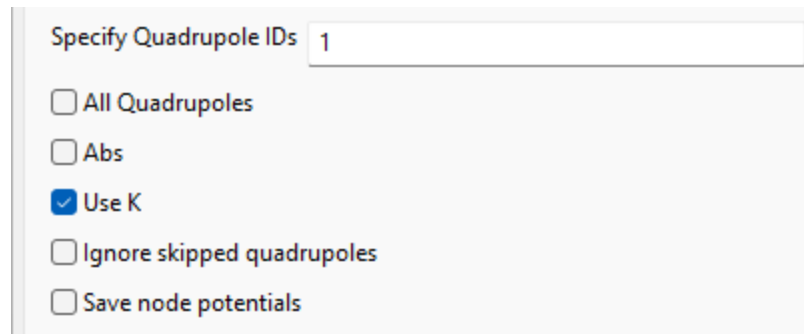 Specify Quadrupole IDs 1
All Quadrupoles
Abs
Use K
Ignore skipped quadrupoles
Save node potentials